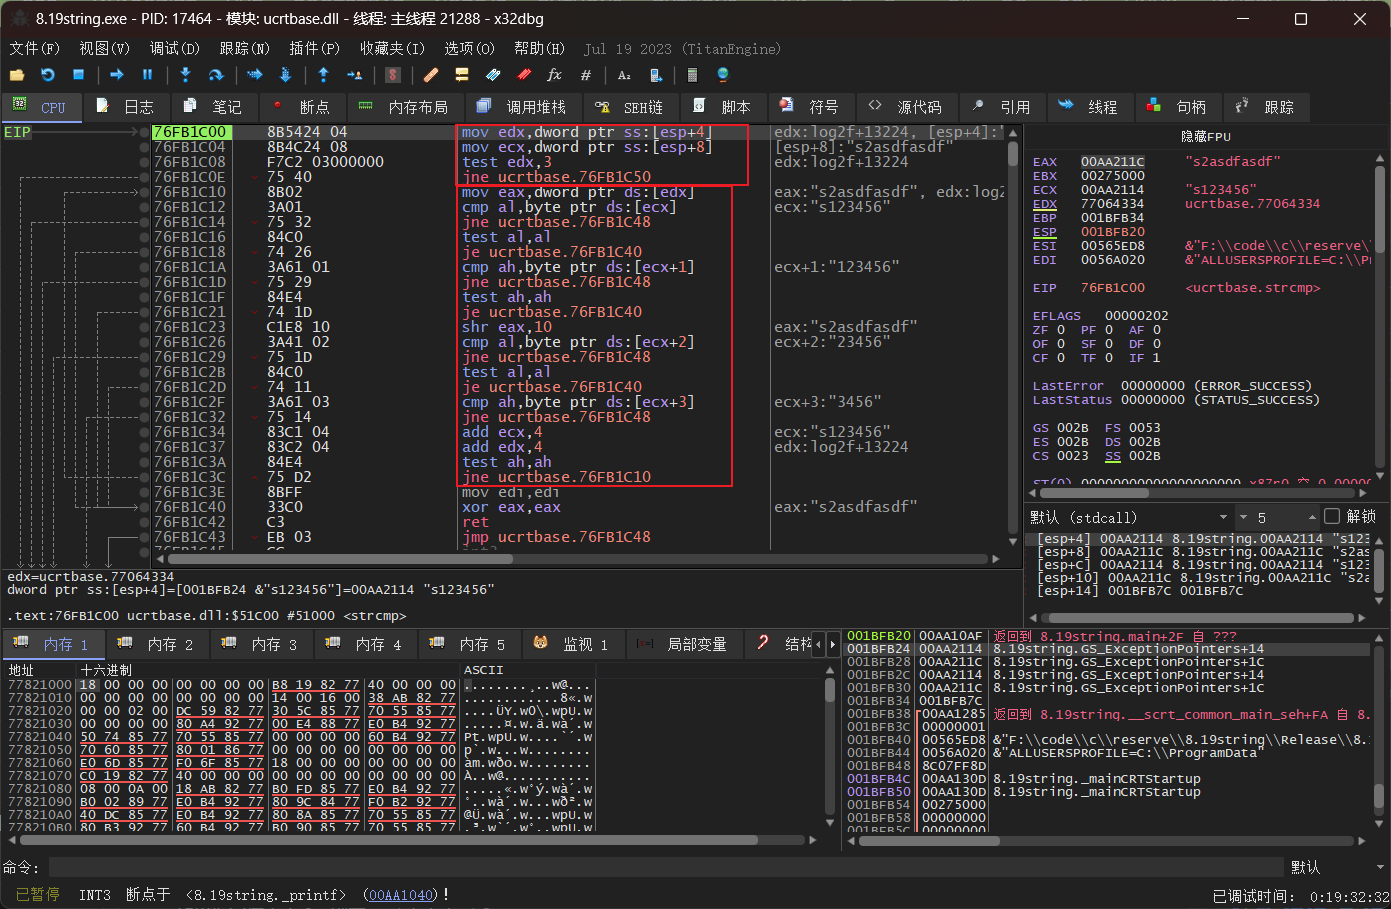 8.19string.exe - PID: 17464 - 模块: ucrtbase.dll - 线程: 主线程 21288 - x32dbg
文件(F) 视图(V) 调试(D) 跟踪(N) 插件(P) 收藏夹(I) 选项(O) 帮助(H) Jul 19 2023 (TitanEngine)
CPU 日志 笔记 断点 内存布局 调用堆栈 SEH链 脚本 符号 源代码 引用 线程 句柄 跟踪
EIP 76FB1C00 8B5424 04 mov edx,dword ptr ss:[esp+4] edx:log2f+13224, [esp+4]:"
76FB1C04 8B4C24 08 mov ecx,dword ptr ss:[esp+8] [esp+8]:"s2asdfasdf"
76FB1C08 F7C2 03000000 test edx,3 edx:log2f+13224
76FB1C0E 75 40 jne ucrtbase.76FB1C50
76FB1C10 8B02 mov eax,dword ptr ds:[edx] eax:"s2asdfasdf", edx:log2
76FB1C12 3A01 cmp al,byte ptr ds:[ecx] ecx:"s123456"
76FB1C14 75 32 jne ucrtbase.76FB1C48
76FB1C16 84C0 test al,al
76FB1C18 74 26 je ucrtbase.76FB1C40
76FB1C1A 3A61 01 cmp ah,byte ptr ds:[ecx+1] ecx+1:"123456"
76FB1C1D 75 29 jne ucrtbase.76FB1C48
76FB1C1F 84E4 test ah,ah
76FB1C21 74 1D je ucrtbase.76FB1C40
76FB1C23 C1E8 10 shr eax,10 eax:"s2asdfasdf"
76FB1C26 3A41 02 cmp al,byte ptr ds:[ecx+2] ecx+2:"23456"
76FB1C29 75 1D jne ucrtbase.76FB1C48
76FB1C2B 84C0 test al,al
76FB1C2D 74 11 je ucrtbase.76FB1C40
76FB1C2F 3A61 03 cmp ah,byte ptr ds:[ecx+3] ecx+3:"3456"
76FB1C32 75 14 jne ucrtbase.76FB1C48
76FB1C34 83C1 04 add ecx,4 ecx:"s123456"
76FB1C37 83C2 04 add edx,4 edx:log2f+13224
76FB1C3A 84E4 test ah,ah
76FB1C3C 75 D2 jne ucrtbase.76FB1C10
76FB1C3E 8BFF mov edi,edi
76FB1C40 33C0 xor eax,eax eax:"s2asdfasdf"
76FB1C42 C3 ret
76FB1C43 EB 03 jmp ucrtbase.76FB1C48
隐藏FPU
EAX 00AA211C "s2asdfasdf"
EBX 00275000
ECX 00AA2114 "s123456"
EDX 77064334 ucrtbase.77064334
EBP 001BFB34
ESP 001BFB20
ESI 00565ED8 &"F:\\code\\c\\reserve\
EDI 0056A020 &"ALLUSERSPROFILE=C:\\P
EIP 76FB1C00 <ucrtbase.strcmp>
EFLAGS 00000202
ZF 0 PF 0 AF 0
OF 0 SF 0 DF 0
CF 0 TF 0 IF 1
LastError 00000000 (ERROR_SUCCESS)
LastStatus 00000000 (STATUS_SUCCESS)
GS 002B FS 0053
ES 002B DS 002B
CS 0023 SS 002B
默认 (stdcall) 5 解锁
[esp+4] 00AA2114 8.19string.00AA2114 "s123
[esp+8] 00AA211C 8.19string.00AA211C "s2as
[esp+C] 00AA2114 8.19string.00AA2114 "s123
[esp+10] 00AA211C 8.19string.00AA211C "s2a
[esp+14] 001BFB7C 001BFB7C
edx=ucrtbase.77064334
dword ptr ss:[esp+4]=[001BFB24 &"s123456"]=00AA2114 "s123456"
.text:76FB1C00 ucrtbase.dll:$51C00 #51000 <strcmp>
内存 1 内存 2 内存 3 内存 4 内存 5 监视 1 局部变量 结构
地址 十六进制 ASCII
77821000 18 00 00 00 00 00 00 00 B8 19 82 77 40 00 00 00 ........¸..w@...
77821010 00 00 00 00 00 00 00 00 14 00 16 00 38 AB 82 77 ............8«.w
77821020 00 00 02 00 DC 59 82 77 30 5C 85 77 70 55 85 77 ....ÜY.w0\.wpU.w
77821030 00 00 00 00 80 A4 92 77 00 E4 88 77 E0 B4 92 77 .....¤.w.ä.wà´.w
77821040 50 74 85 77 70 55 85 77 00 00 00 00 60 B4 92 77 Pt.wpU.w....`´.w
77821050 70 60 85 77 80 01 86 77 00 00 00 00 00 00 00 00 p`.w...w........
77821060 E0 6D 85 77 F0 6F 85 77 18 00 00 00 00 00 00 00 àm.wðo.w........
77821070 C0 19 82 77 40 00 00 00 00 00 00 00 00 00 00 00 À..w@...........
77821080 08 00 0A 00 18 AB 82 77 B0 FD 85 77 E0 B4 92 77 .....«.w°ý.wà´.w
77821090 B0 02 89 77 E0 B4 92 77 80 9C 84 77 F0 B2 92 77 °..wà´.w...wð².w
778210A0 40 DC 85 77 E0 B4 92 77 80 8A 85 77 70 55 85 77 @Ü.wà´.w...wpU.w
778210B0 80 B3 92 77 60 B4 92 77 B0 90 85 77 70 55 85 77 .³.w`´.w°..wpU.w
001BFB20 00AA10AF 返回到 8.19string.main+2F 自 ???
001BFB24 00AA2114 8.19string.GS_ExceptionPointers+14
001BFB28 00AA211C 8.19string.GS_ExceptionPointers+1C
001BFB2C 00AA2114 8.19string.GS_ExceptionPointers+14
001BFB30 00AA211C 8.19string.GS_ExceptionPointers+1C
001BFB34 001BFB7C
001BFB38 00AA1285 返回到 8.19string.__scrt_common_main_seh+FA 自 8.
001BFB3C 00000001
001BFB40 00565ED8 &"F:\\code\\c\\reserve\\8.19string\\Release\\8.1
001BFB44 0056A020 &"ALLUSERSPROFILE=C:\\ProgramData"
001BFB48 8C07FF8D
001BFB4C 00AA130D 8.19string._mainCRTStartup
001BFB50 00AA130D 8.19string._mainCRTStartup
001BFB54 00275000
001BFB58 00000000
001BFB5C 00000000
命令: 默认
已暂停 INT3 断点于 <8.19string._printf> (00AA1040)! 已调试时间: 0:19:32:32